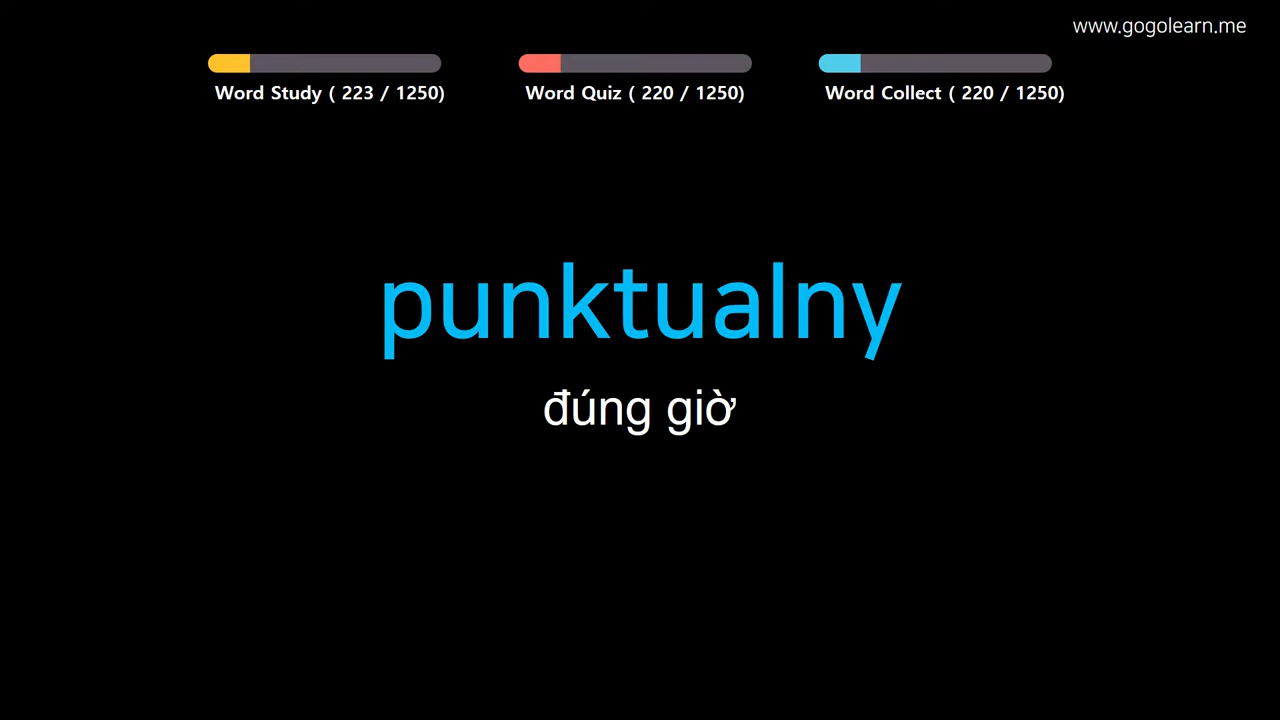 www.gogolearn.me
Word Study ( 223 / 1250)
Word Quiz ( 220 / 1250)
Word Collect ( 220 / 1250)
punktualny
đúng giờ